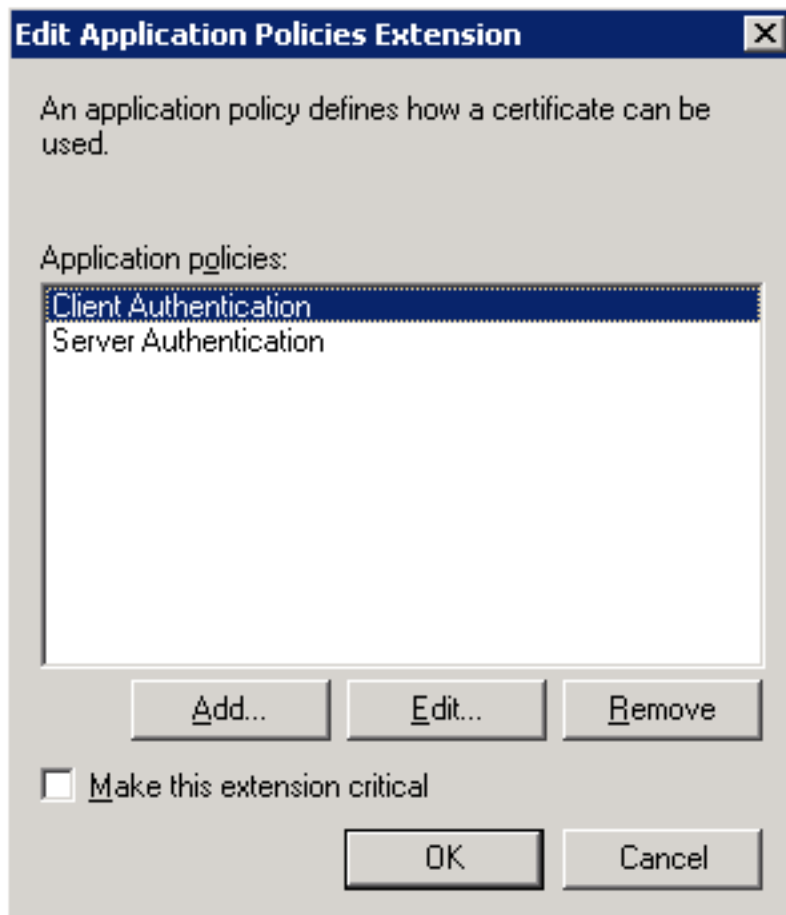 Edit Application Policies Extension
An application policy defines how a certificate can be
used.
Application policies:
Client Authentication
Server Authentication
Add... Edit... Remove
Make this extension critical
OK Cancel